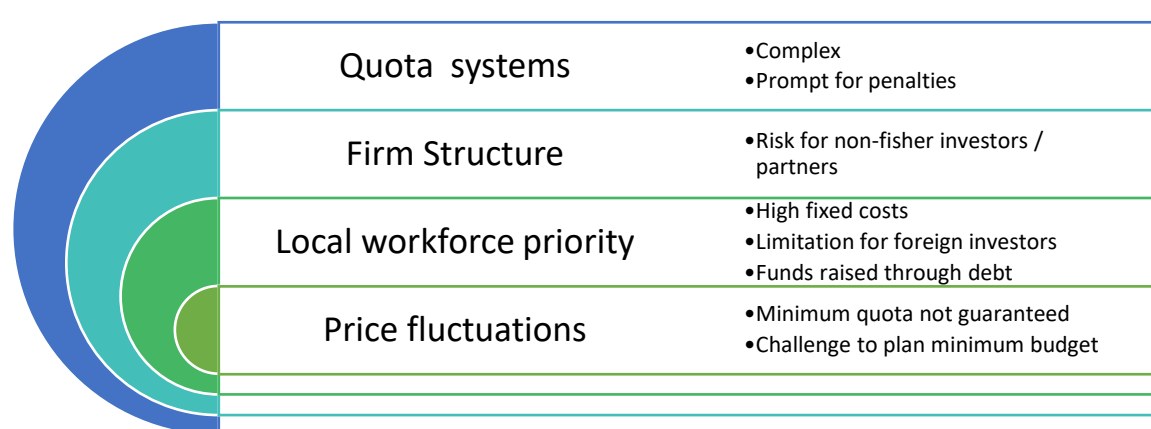 Quota systems
•Complex
•Prompt for penalties
Firm Structure
•Risk for non-fisher investors /
partners
Local workforce priority
•High fixed costs
•Limitation for foreign investors
•Funds raised through debt
Price fluctuations
•Minimum quota not guaranteed
•Challenge to plan minimum budget